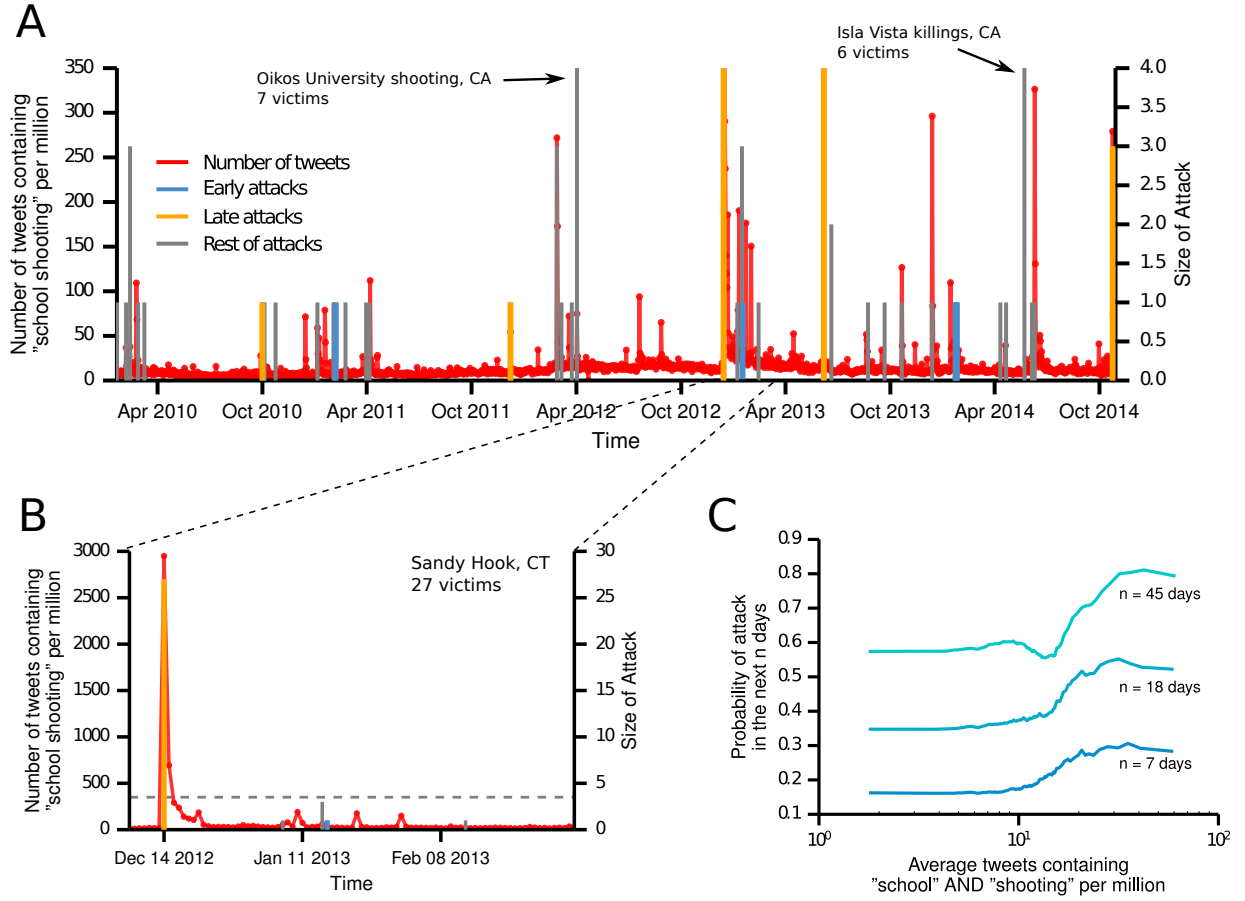 A
Isla Vista killings, CA
6 victims
Oikos University shooting, CA
7 victims
Number of tweets containing
"school shooting" per million
350
300
250
200
150
100
50
0
Number of tweets
Early attacks
Late attacks
Rest of attacks
4.0
3.5
3.0
2.5
2.0
1.5
1.0
0.5
0.0
Size of Attack
Apr 2010
Oct 2010
Apr 2011
Oct 2011
Apr 2012
Oct 2012
Apr 2013
Oct 2013
Apr 2014
Oct 2014
Time
B
Number of tweets containing
"school shooting" per million
3000
2500
2000
1500
1000
500
0
Sandy Hook, CT
27 victims
30
25
20
15
10
5
0
Size of Attack
Dec 14 2012
Jan 11 2013
Feb 08 2013
Time
C
Probability of attack
in the next n days
0.9
0.8
0.7
0.6
0.5
0.4
0.3
0.2
0.1
n = 45 days
n = 18 days
n = 7 days
10⁰
10¹
10²
Average tweets containing
"school" AND "shooting" per million